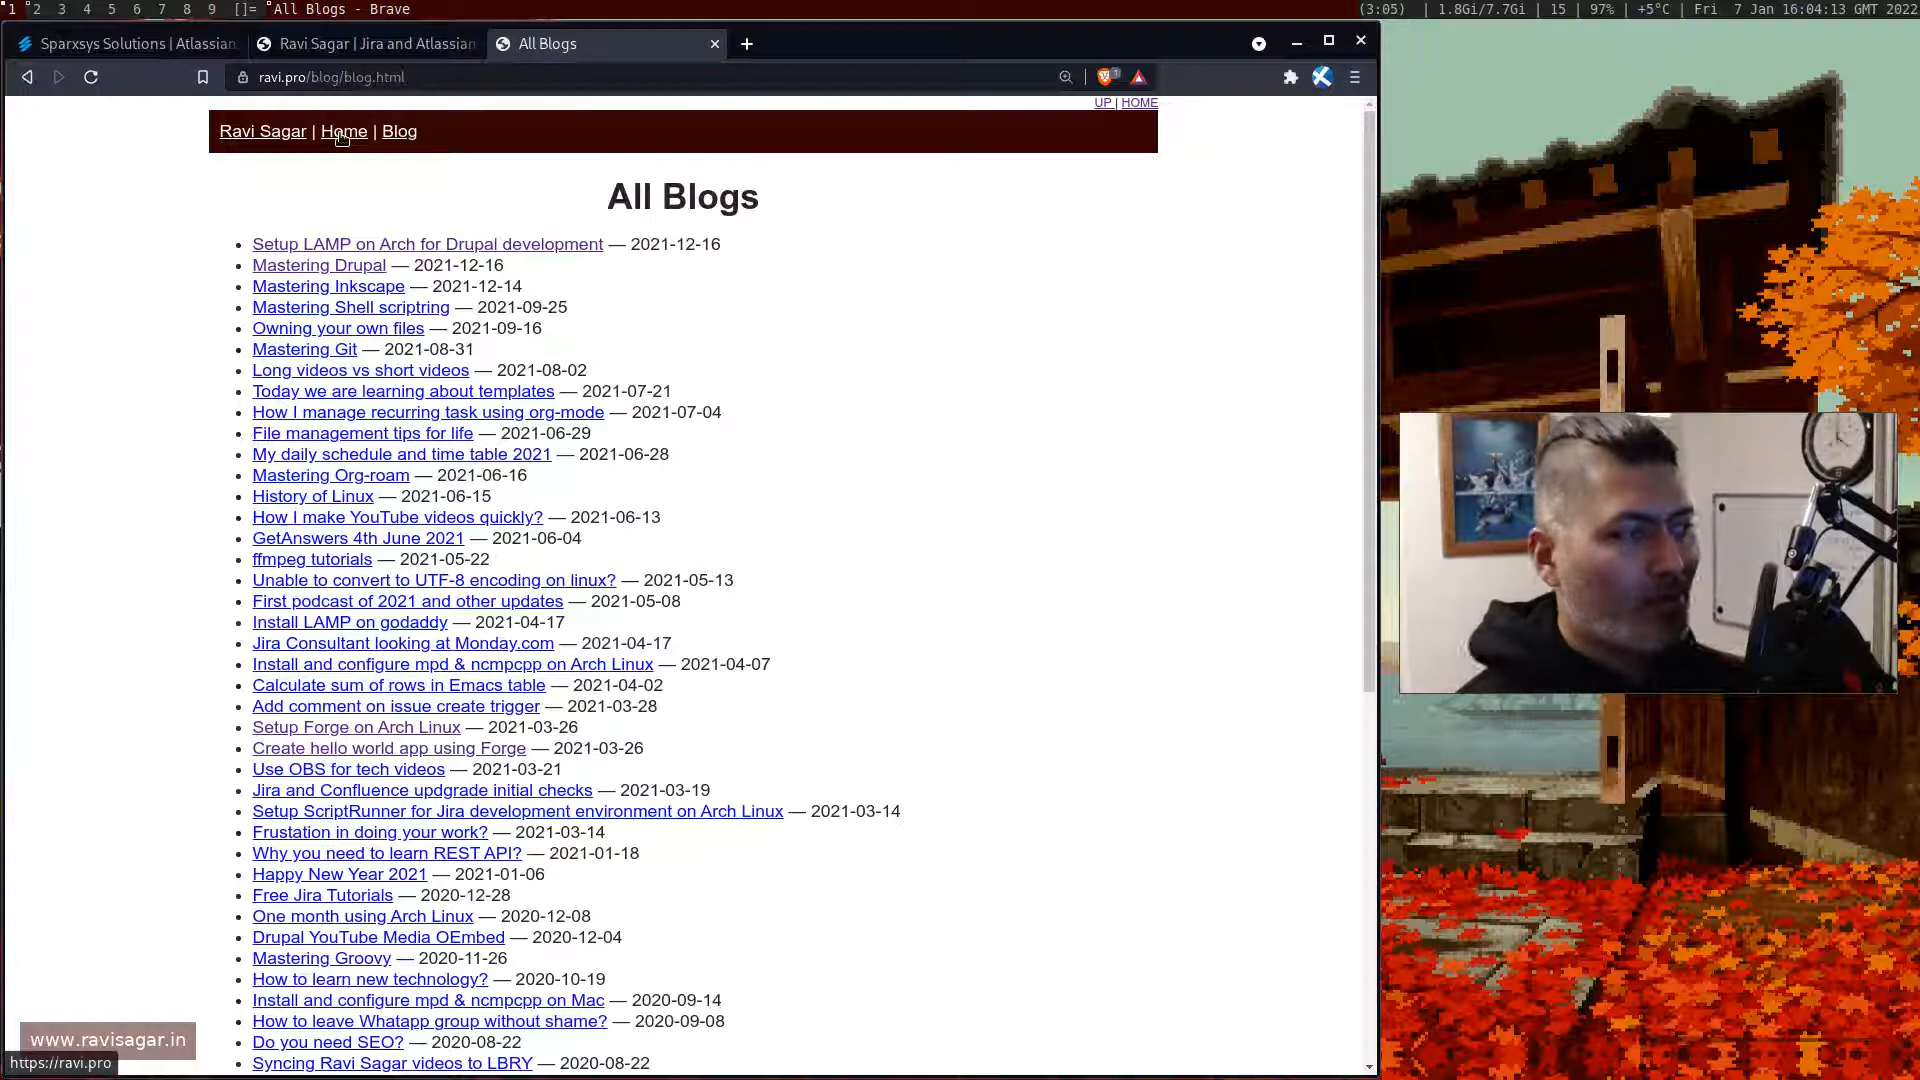 1 2 3 4 5 6 7 8 9 []= All Blogs - Brave
(3:05) | 1.8Gi/7.7Gi | 15 | 97% | +5°C | Fri 7 Jan 16:04:13 GMT 2022
Sparxsys Solutions | Atlassian
Ravi Sagar | Jira and Atlassian
All Blogs
ravi.pro/blog/blog.html
1
UP | HOME
Ravi Sagar | Home | Blog
All Blogs
Setup LAMP on Arch for Drupal development — 2021-12-16
Mastering Drupal — 2021-12-16
Mastering Inkscape — 2021-12-14
Mastering Shell scriptring — 2021-09-25
Owning your own files — 2021-09-16
Mastering Git — 2021-08-31
Long videos vs short videos — 2021-08-02
Today we are learning about templates — 2021-07-21
How I manage recurring task using org-mode — 2021-07-04
File management tips for life — 2021-06-29
My daily schedule and time table 2021 — 2021-06-28
Mastering Org-roam — 2021-06-16
History of Linux — 2021-06-15
How I make YouTube videos quickly? — 2021-06-13
GetAnswers 4th June 2021 — 2021-06-04
ffmpeg tutorials — 2021-05-22
Unable to convert to UTF-8 encoding on linux? — 2021-05-13
First podcast of 2021 and other updates — 2021-05-08
Install LAMP on godaddy — 2021-04-17
Jira Consultant looking at Monday.com — 2021-04-17
Install and configure mpd & ncmpcpp on Arch Linux — 2021-04-07
Calculate sum of rows in Emacs table — 2021-04-02
Add comment on issue create trigger — 2021-03-28
Setup Forge on Arch Linux — 2021-03-26
Create hello world app using Forge — 2021-03-26
Use OBS for tech videos — 2021-03-21
Jira and Confluence updgrade initial checks — 2021-03-19
Setup ScriptRunner for Jira development environment on Arch Linux — 2021-03-14
Frustation in doing your work? — 2021-03-14
Why you need to learn REST API? — 2021-01-18
Happy New Year 2021 — 2021-01-06
Free Jira Tutorials — 2020-12-28
One month using Arch Linux — 2020-12-08
Drupal YouTube Media OEmbed — 2020-12-04
Mastering Groovy — 2020-11-26
How to learn new technology? — 2020-10-19
Install and configure mpd & ncmpcpp on Mac — 2020-09-14
How to leave Whatapp group without shame? — 2020-09-08
Do you need SEO? — 2020-08-22
Syncing Ravi Sagar videos to LBRY — 2020-08-22
www.ravisagar.in
https://ravi.pro